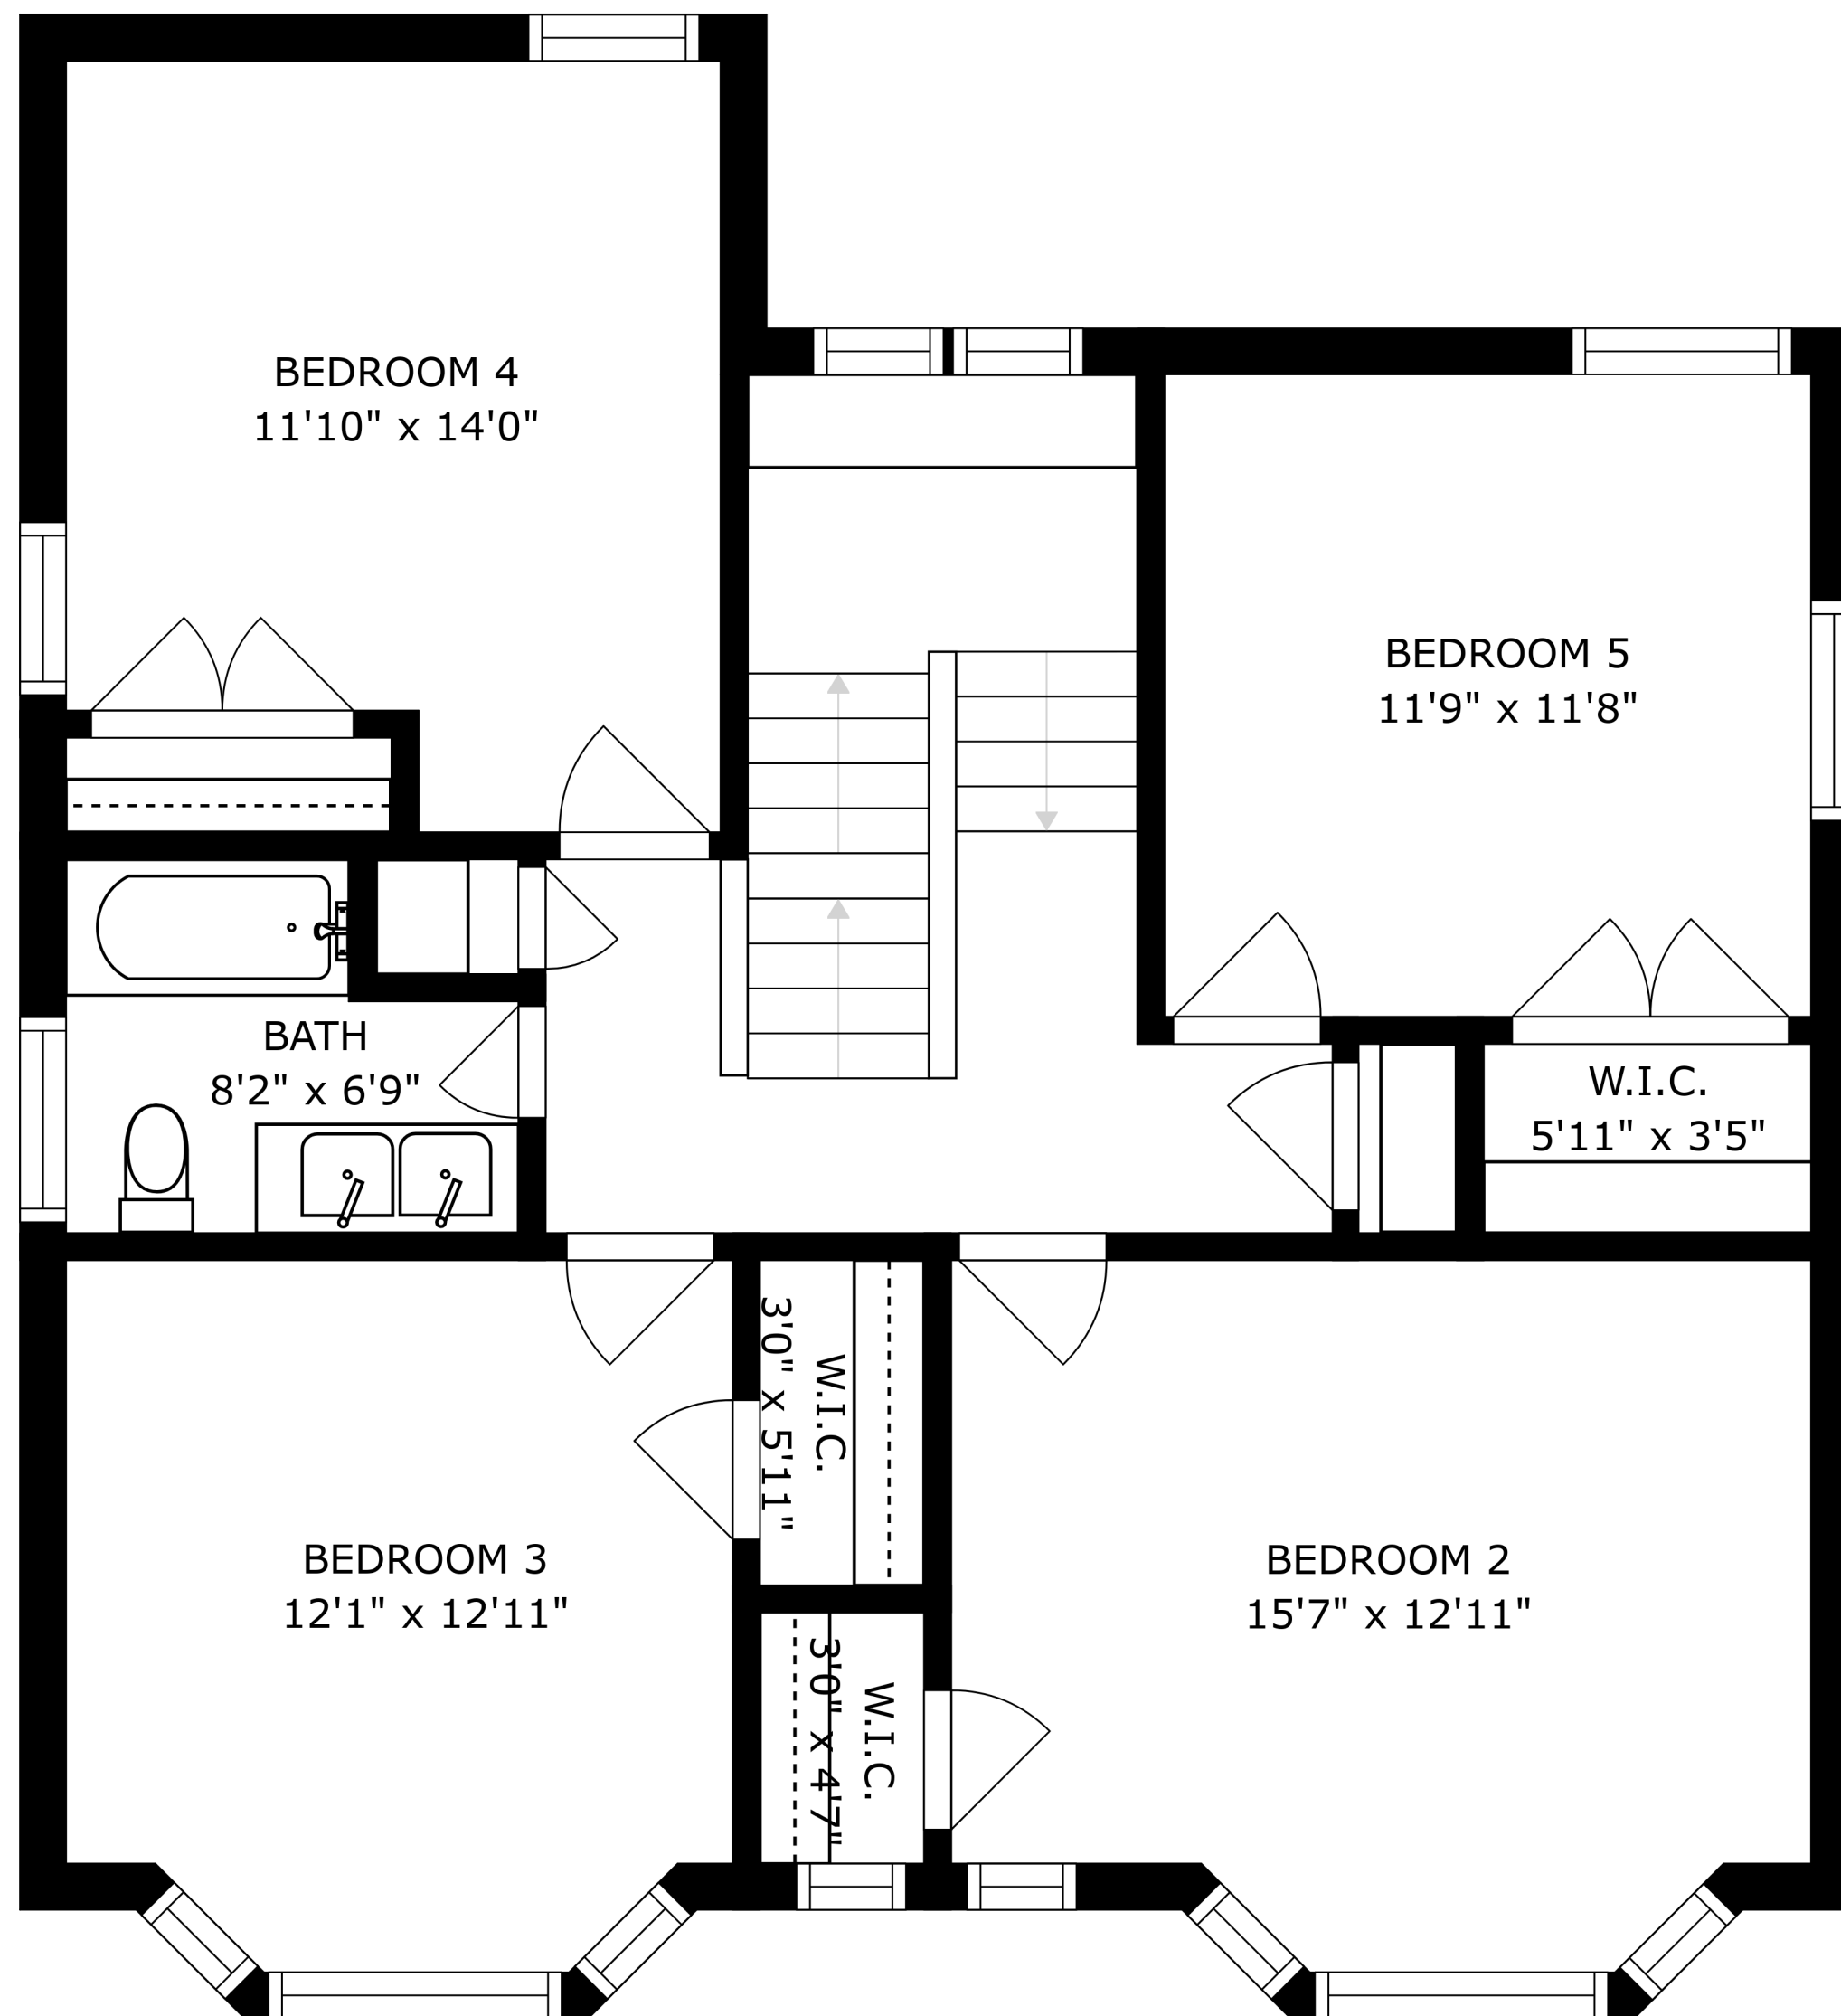 BEDROOM 4
11'10" x 14'0"
BEDROOM 5
11'9" x 11'8"
BATH
8'2" x 6'9"
W.I.C.
5'11" x 3'5"
W.I.C.
3'0" x 5'11"
BEDROOM 3
12'1" x 12'11"
BEDROOM 2
15'7" x 12'11"
W.I.C.
3'0" x 4'7"